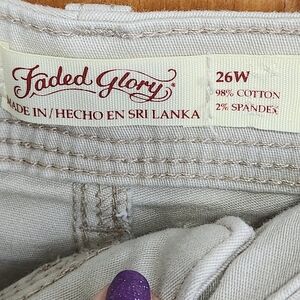 Faded Glory®
MADE IN/HECHO EN SRI LANKA
26W
98% COTTON
2% SPANDEX